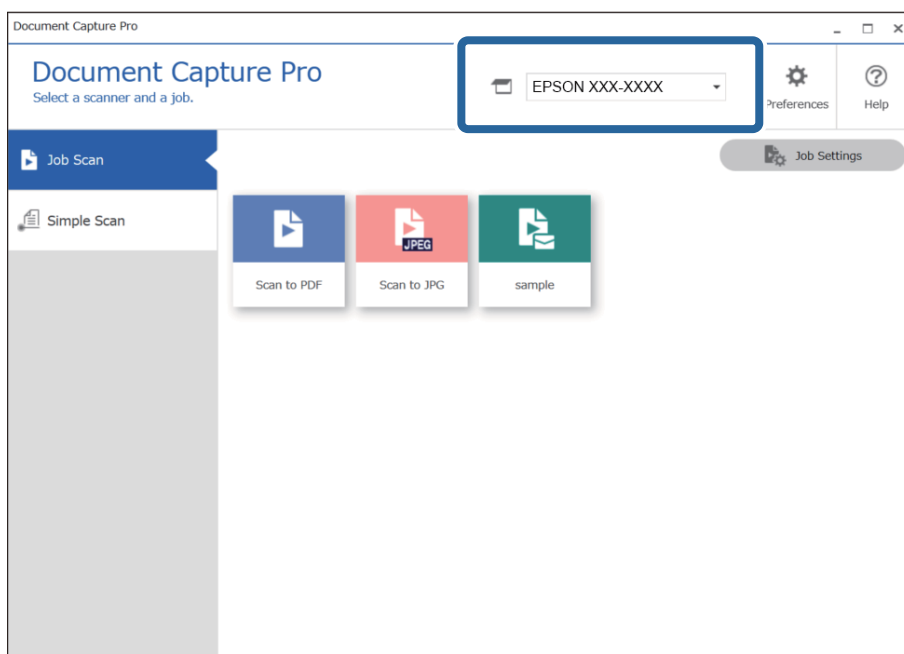 Document Capture Pro
Document Capture Pro
Select a scanner and a job.
EPSON XXX-XXXX
Preferences
Help
Job Scan
Job Settings
Simple Scan
JPEG
Scan to PDF
Scan to JPG
sample